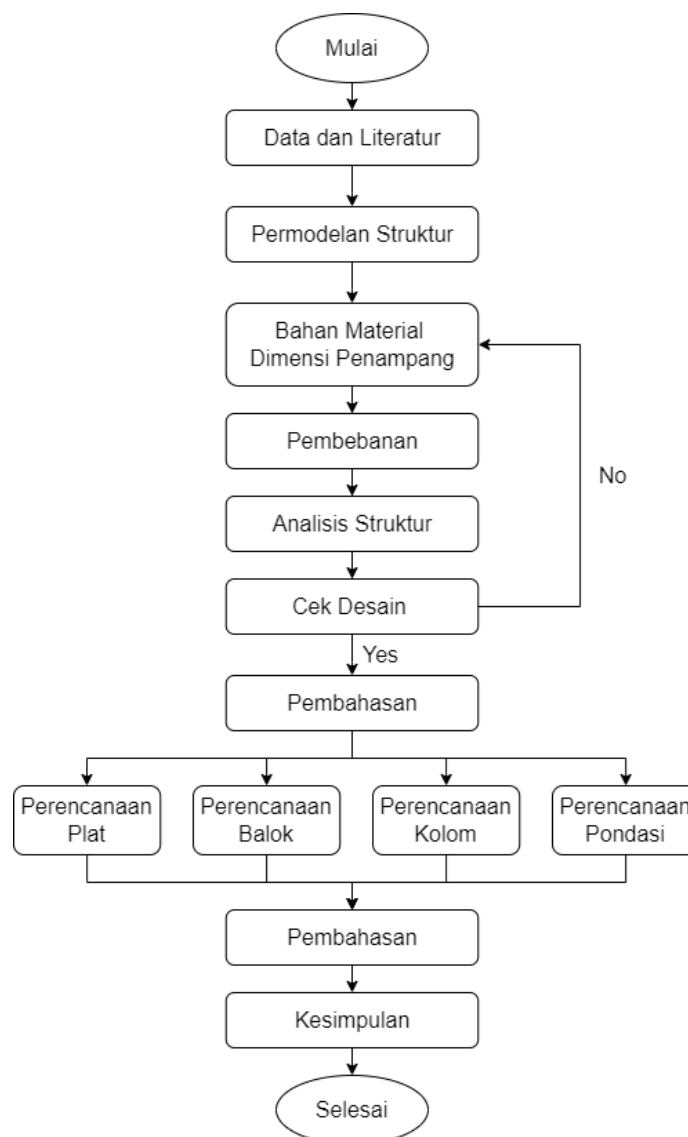 Mulai
Data dan Literatur
Permodelan Struktur
Bahan Material
Dimensi Penampang
Pembebanan
Analisis Struktur
No
Cek Desain
Yes
Pembahasan
Perencanaan
Plat
Perencanaan
Balok
Perencanaan
Kolom
Perencanaan
Pondasi
Pembahasan
Kesimpulan
Selesai